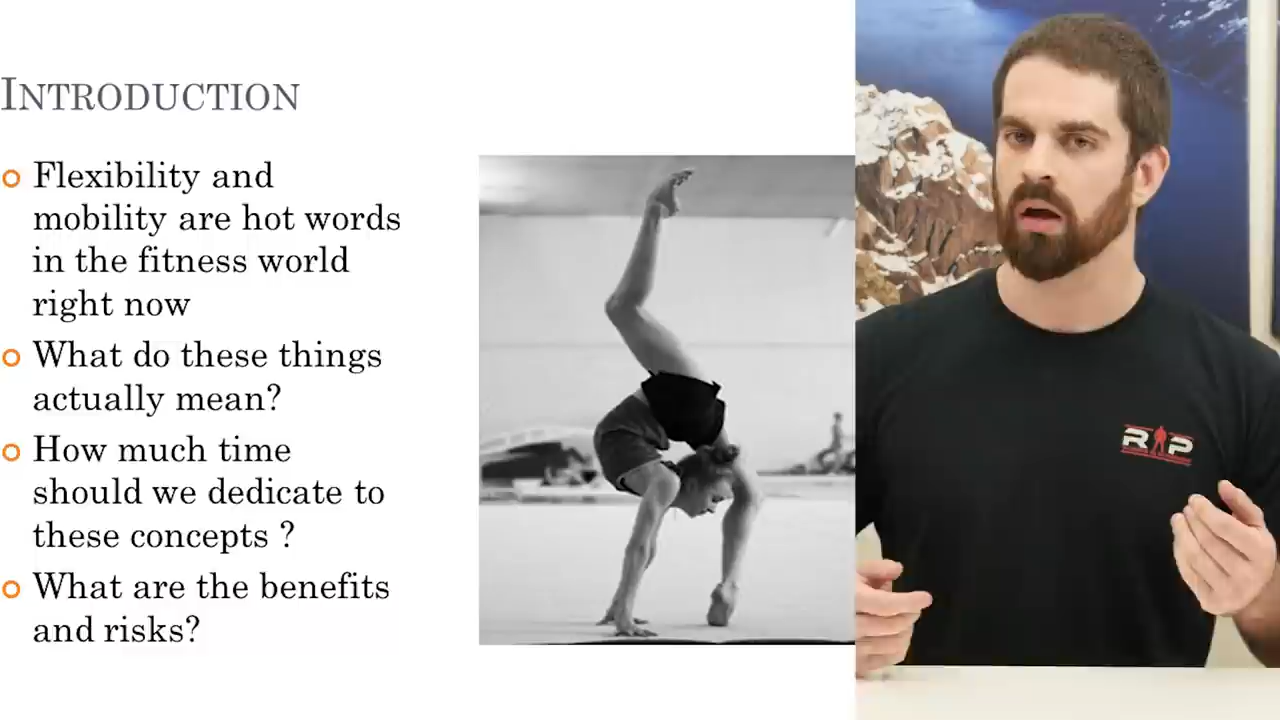 INTRODUCTION
Flexibility and
mobility are hot words
in the fitness world
right now
What do these things
actually mean?
How much time
should we dedicate to
these concepts ?
What are the benefits
and risks?
RP